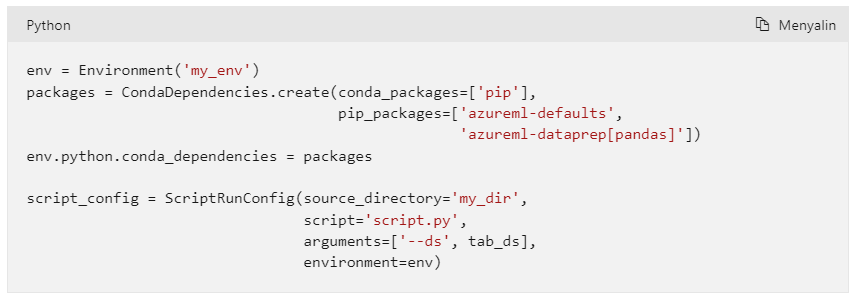 Python
Menyalin
env = Environment('my_env')
packages = CondaDependencies.create(conda_packages=['pip'],
                                    pip_packages=['azureml-defaults',
                                                  'azureml-dataprep[pandas]'])
env.python.conda_dependencies = packages

script_config = ScriptRunConfig(source_directory='my_dir',
                                script='script.py',
                                arguments=['--ds', tab_ds],
                                environment=env)